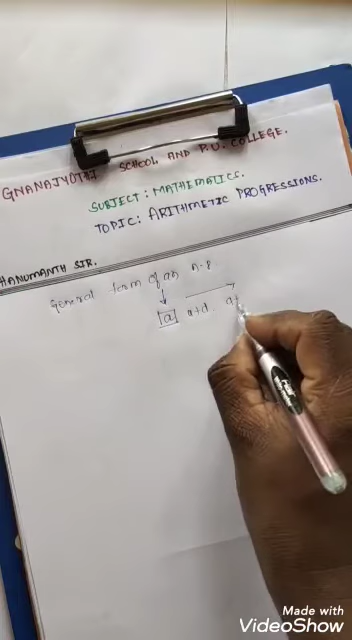 GNANAJYOTHI SCHOOL AND P.U. COLLEGE.
SUBJECT: MATHEMATICS.
TOPIC: ARITHMETIC PROGRESSIONS.
HANUMANTH SIR.
General form of an A.P
a a+d. a+
Made with
VideoShow